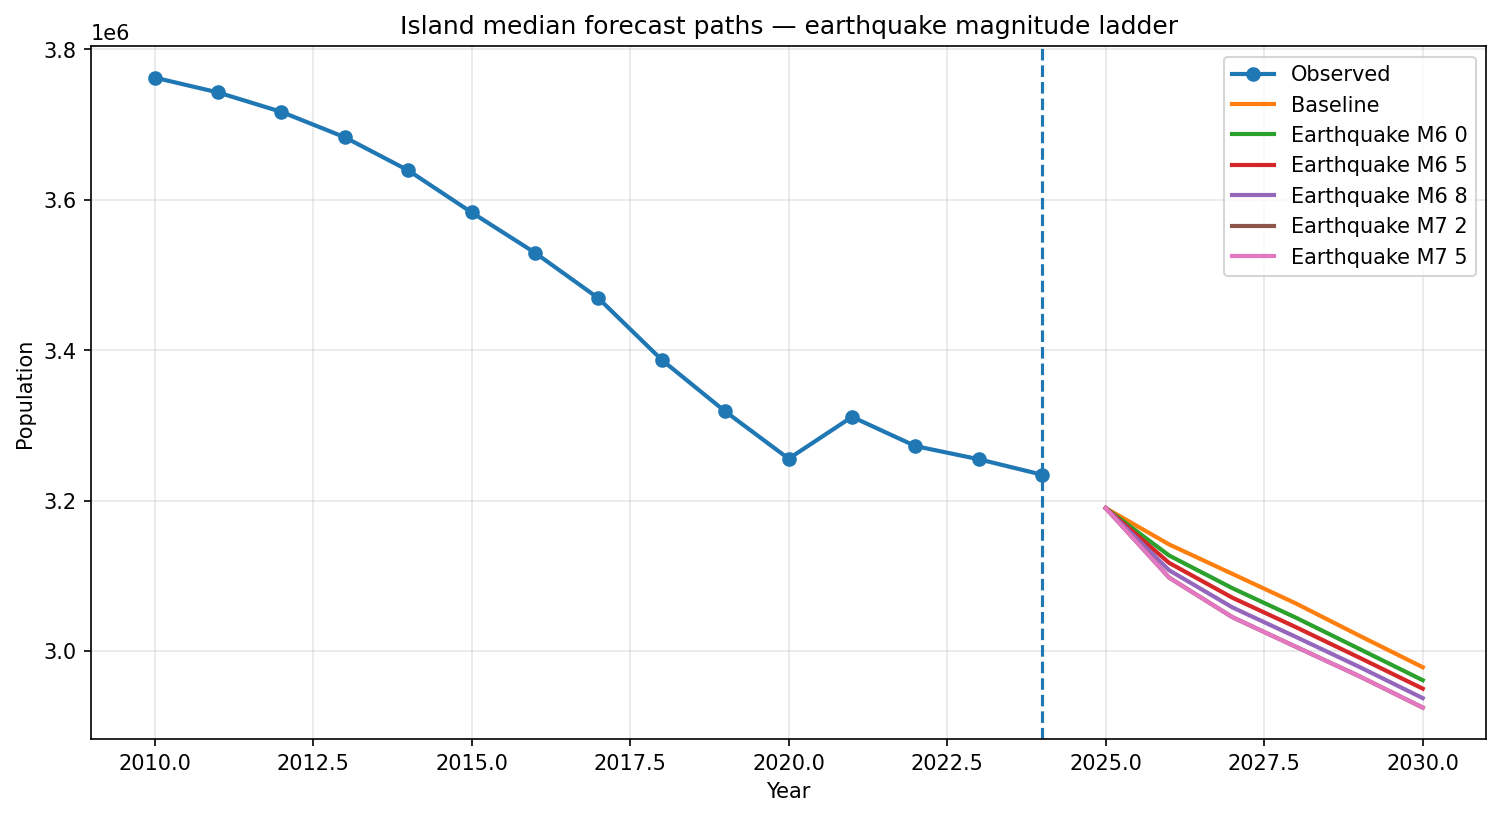 Island median forecast paths — earthquake magnitude ladder
1e6
3.8
3.6
3.4
3.2
3.0
Population
Observed
Baseline
Earthquake M6 0
Earthquake M6 5
Earthquake M6 8
Earthquake M7 2
Earthquake M7 5
2010.0 2012.5 2015.0 2017.5 2020.0 2022.5 2025.0 2027.5 2030.0
Year